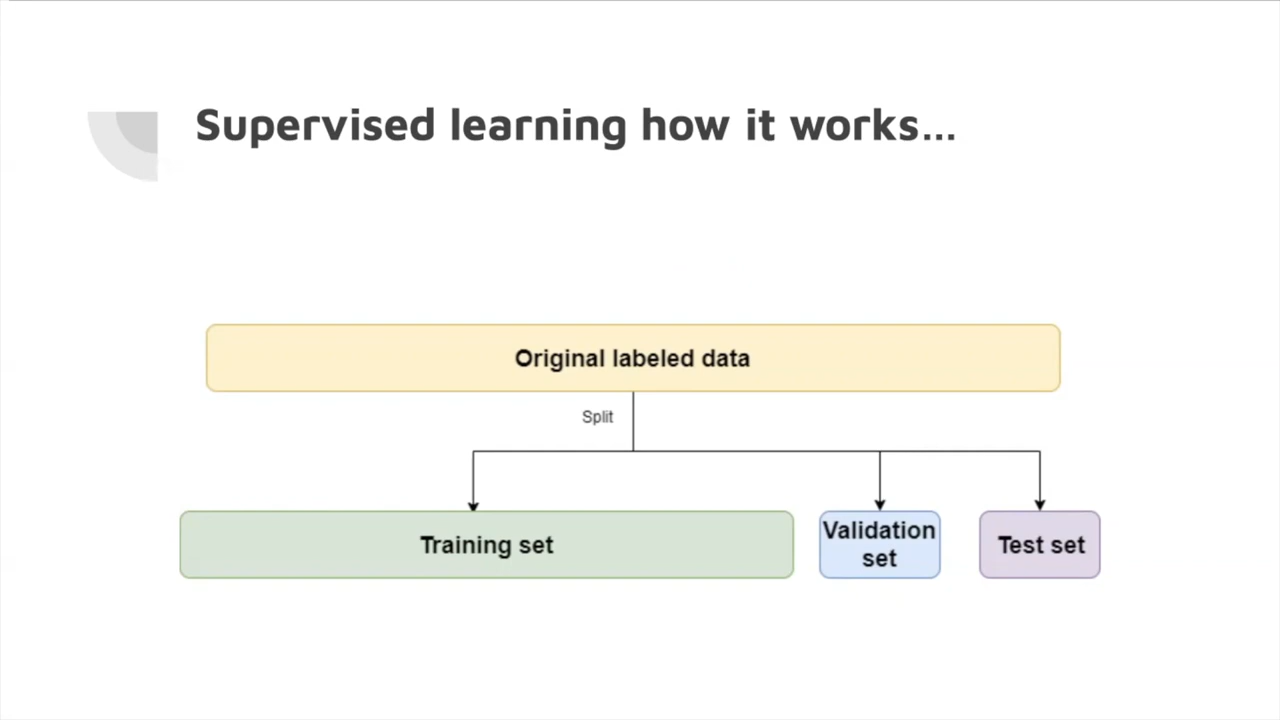 Supervised learning how it works...
Original labeled data
Split
Training set
Validation
set
Test set